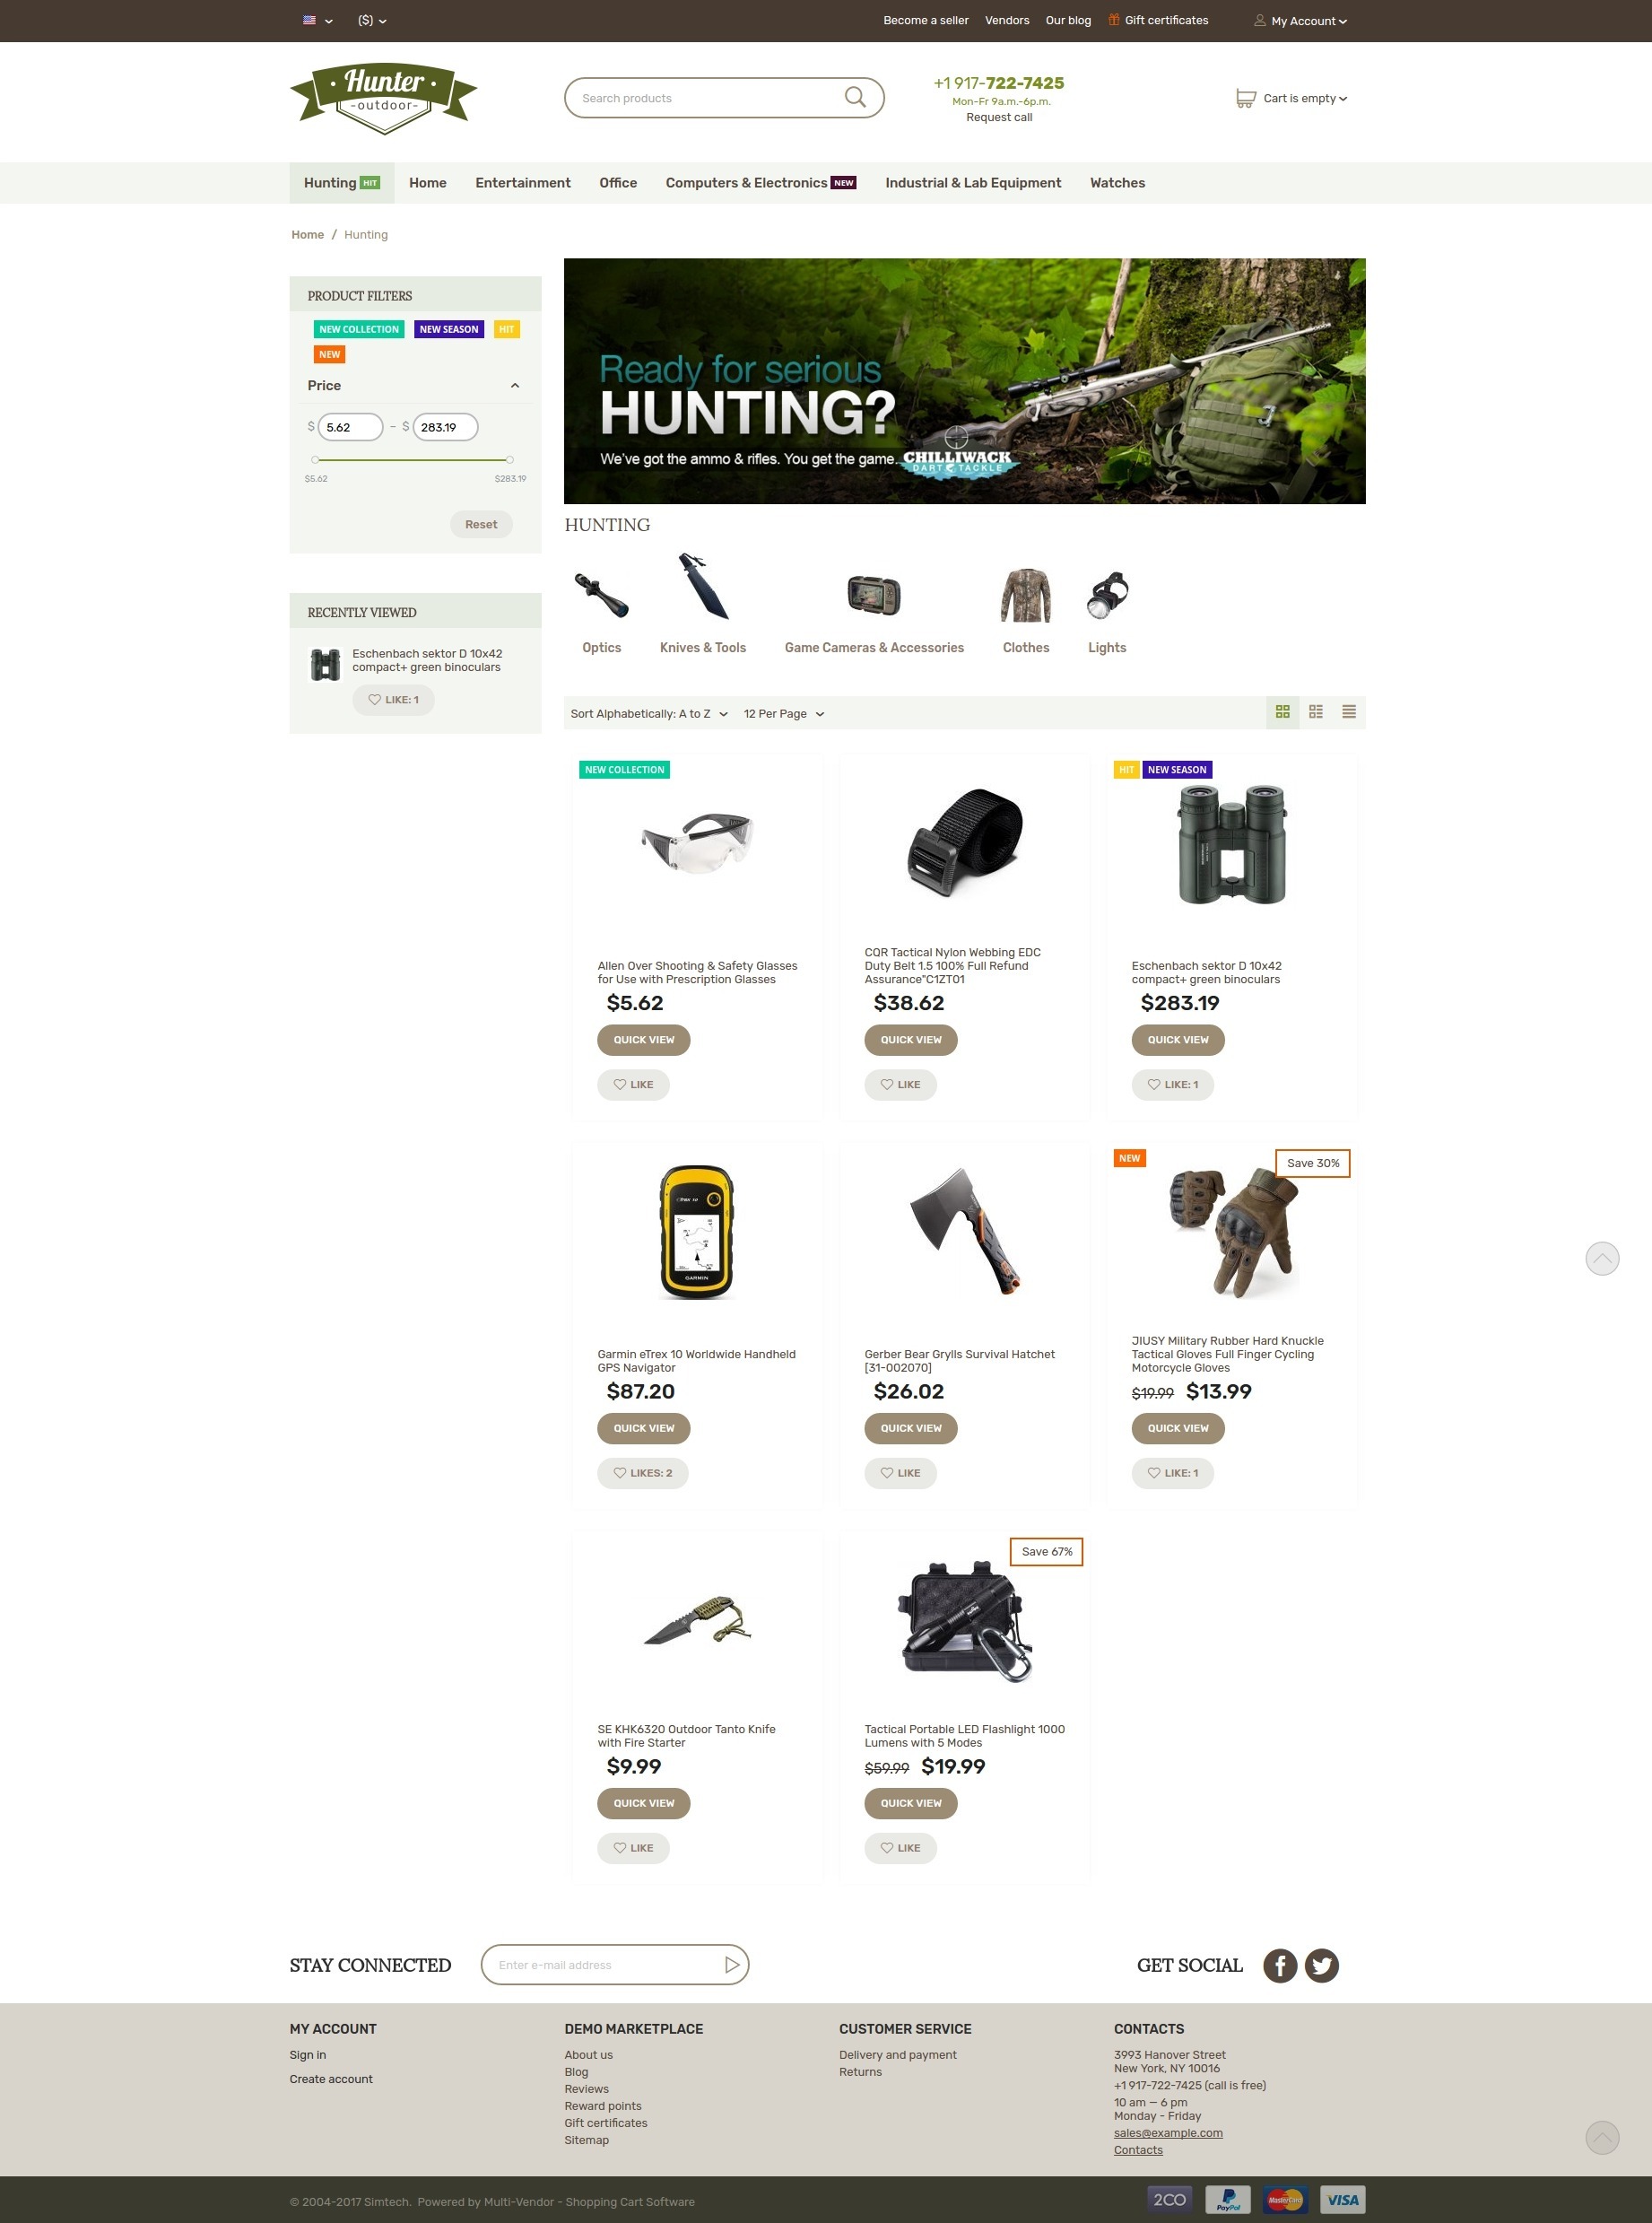 ($)
Become a seller
Vendors
Our blog
Gift certificates
My Account
Hunter
-outdoor-
Search products
+1 917-722-7425
Mon-Fr 9a.m.-6p.m.
Request call
Cart is empty
Hunting HIT
Home
Entertainment
Office
Computers & Electronics NEW
Industrial & Lab Equipment
Watches
Home / Hunting
PRODUCT FILTERS
NEW COLLECTION
NEW SEASON
HIT
NEW
Price
$ 5.62 – $ 283.19
$5.62
$283.19
Reset
RECENTLY VIEWED
Eschenbach sektor D 10x42
compact+ green binoculars
LIKE: 1
Ready for serious
HUNTING?
We've got the ammo & rifles. You get the game.
CHILLIWACK
DART & TACKLE
HUNTING
Optics
Knives & Tools
Game Cameras & Accessories
Clothes
Lights
Sort Alphabetically: A to Z
12 Per Page
NEW COLLECTION
Allen Over Shooting & Safety Glasses
for Use with Prescription Glasses
$5.62
QUICK VIEW
LIKE
CQR Tactical Nylon Webbing EDC
Duty Belt 1.5 100% Full Refund
Assurance"C1ZT01
$38.62
QUICK VIEW
LIKE
HIT
NEW SEASON
Eschenbach sektor D 10x42
compact+ green binoculars
$283.19
QUICK VIEW
LIKE: 1
eTrex 10
GARMIN
Garmin eTrex 10 Worldwide Handheld
GPS Navigator
$87.20
QUICK VIEW
LIKES: 2
Gerber Bear Grylls Survival Hatchet
[31-002070]
$26.02
QUICK VIEW
LIKE
NEW
Save 30%
JIUSY Military Rubber Hard Knuckle
Tactical Gloves Full Finger Cycling
Motorcycle Gloves
$19.99 $13.99
QUICK VIEW
LIKE: 1
SE KHK6320 Outdoor Tanto Knife
with Fire Starter
$9.99
QUICK VIEW
LIKE
Save 67%
Tactical Portable LED Flashlight 1000
Lumens with 5 Modes
$59.99 $19.99
QUICK VIEW
LIKE
STAY CONNECTED
Enter e-mail address
GET SOCIAL
MY ACCOUNT
Sign in
Create account
DEMO MARKETPLACE
About us
Blog
Reviews
Reward points
Gift certificates
Sitemap
CUSTOMER SERVICE
Delivery and payment
Returns
CONTACTS
3993 Hanover Street
New York, NY 10016
+1 917-722-7425 (call is free)
10 am — 6 pm
Monday - Friday
sales@example.com
Contacts
© 2004-2017 Simtech. Powered by Multi-Vendor - Shopping Cart Software
2CO
PayPal
MasterCard
VISA